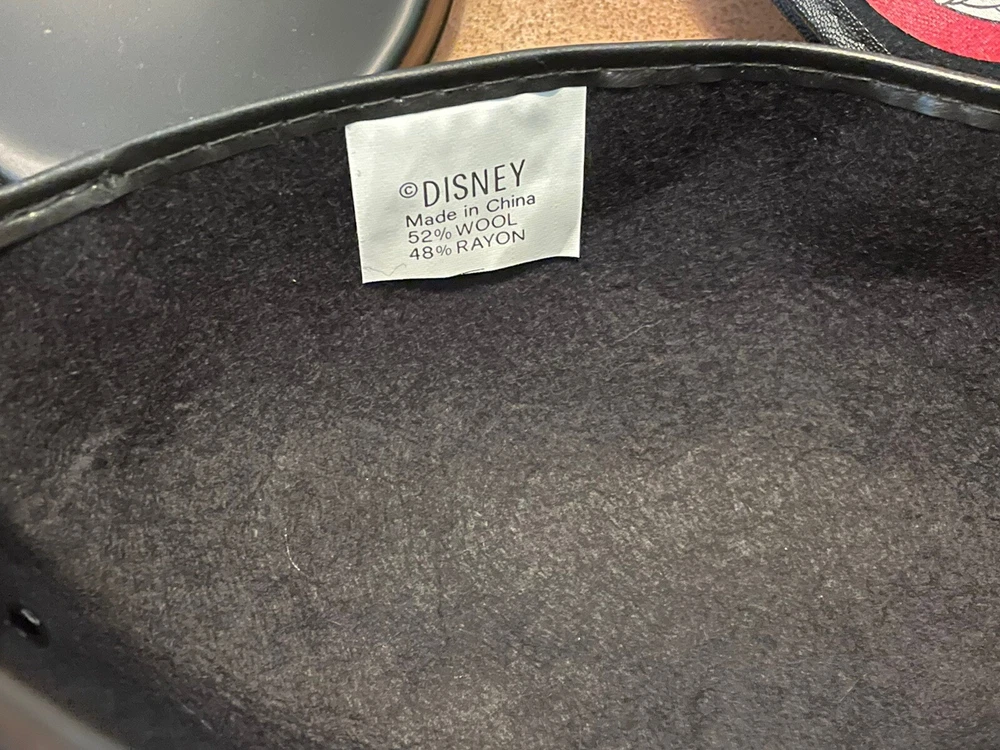 ©DISNEY
Made in China
52% WOOL
48% RAYON